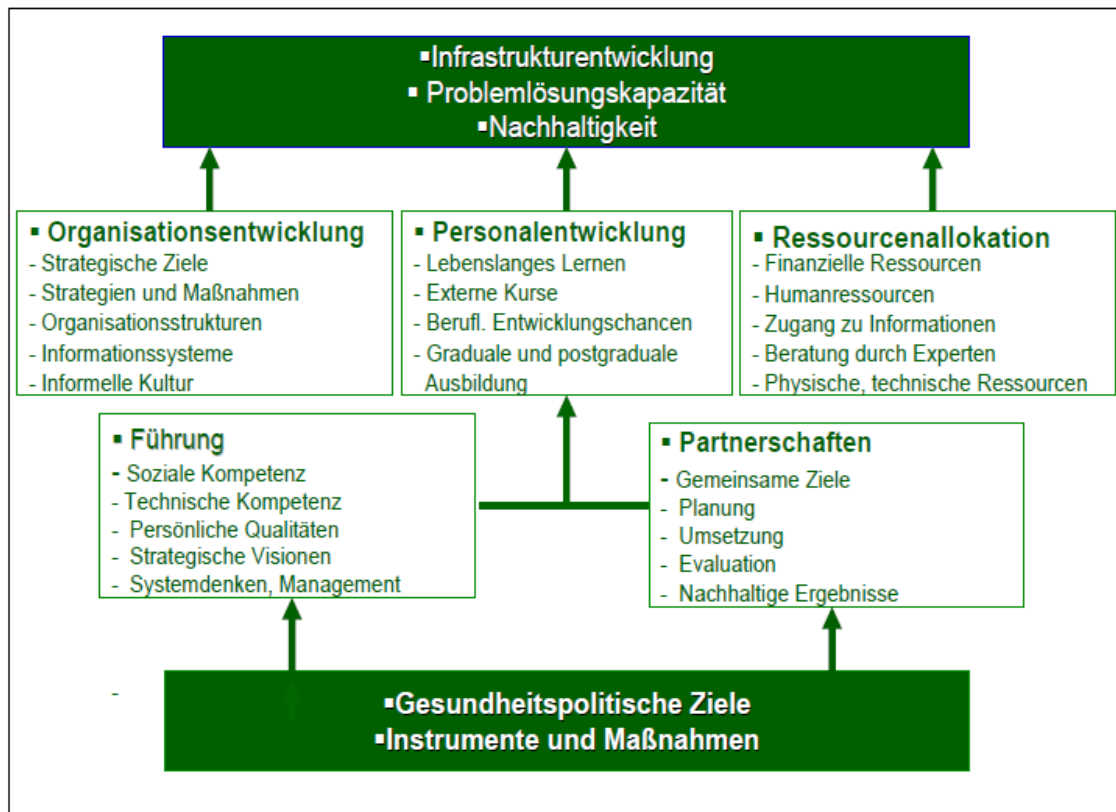 ▪Infrastrukturentwicklung
▪ Problemlösungskapazität
▪Nachhaltigkeit
▪ Organisationsentwicklung
- Strategische Ziele
- Strategien und Maßnahmen
- Organisationsstrukturen
- Informationssysteme
- Informelle Kultur
▪ Personalentwicklung
- Lebenslanges Lernen
- Externe Kurse
- Berufl. Entwicklungschancen
- Graduale und postgraduale
Ausbildung
▪ Ressourcenallokation
- Finanzielle Ressourcen
- Humanressourcen
- Zugang zu Informationen
- Beratung durch Experten
- Physische, technische Ressourcen
▪ Führung
- Soziale Kompetenz
- Technische Kompetenz
- Persönliche Qualitäten
- Strategische Visionen
- Systemdenken, Management
▪ Partnerschaften
- Gemeinsame Ziele
- Planung
- Umsetzung
- Evaluation
- Nachhaltige Ergebnisse
-
▪Gesundheitspolitische Ziele
▪Instrumente und Maßnahmen